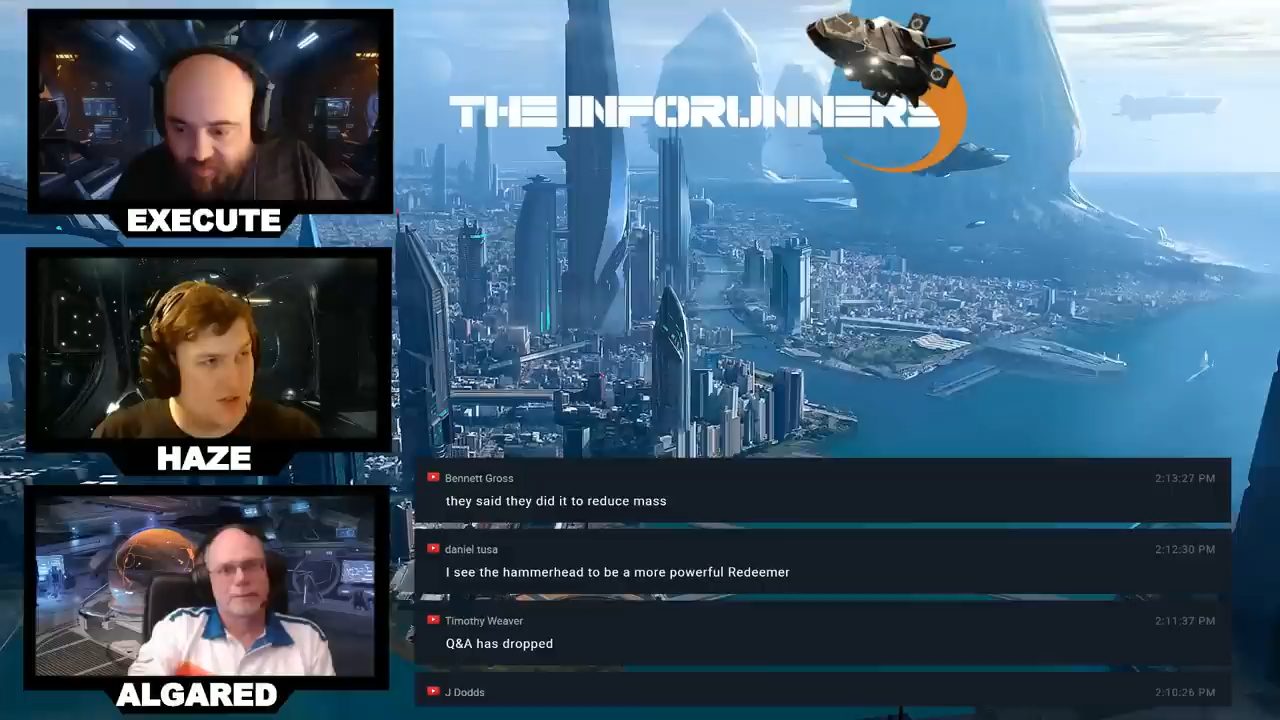 THE INFORUNNERS
EXECUTE
HAZE
ALGARED
Bennett Gross 2:13:27 PM
they said they did it to reduce mass
daniel tusa 2:12:30 PM
I see the hammerhead to be a more powerful Redeemer
Timothy Weaver 2:11:37 PM
Q&A has dropped
J Dodds 2:10:26 PM